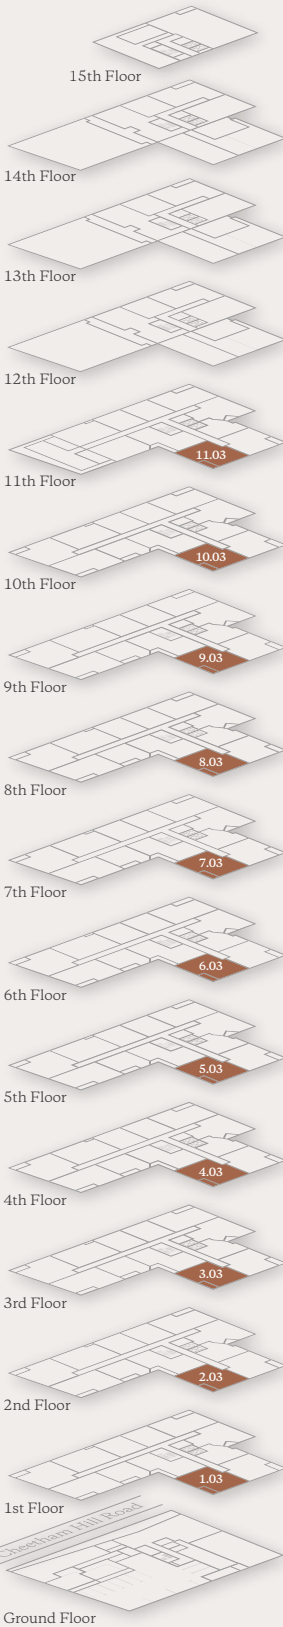 15th Floor
14th Floor
13th Floor
12th Floor
11.03
11th Floor
10.03
10th Floor
9.03
9th Floor
8.03
8th Floor
7.03
7th Floor
6.03
6th Floor
5.03
5th Floor
4.03
4th Floor
3.03
3rd Floor
2.03
2nd Floor
1.03
1st Floor
Cheetham Hill Road
Ground Floor